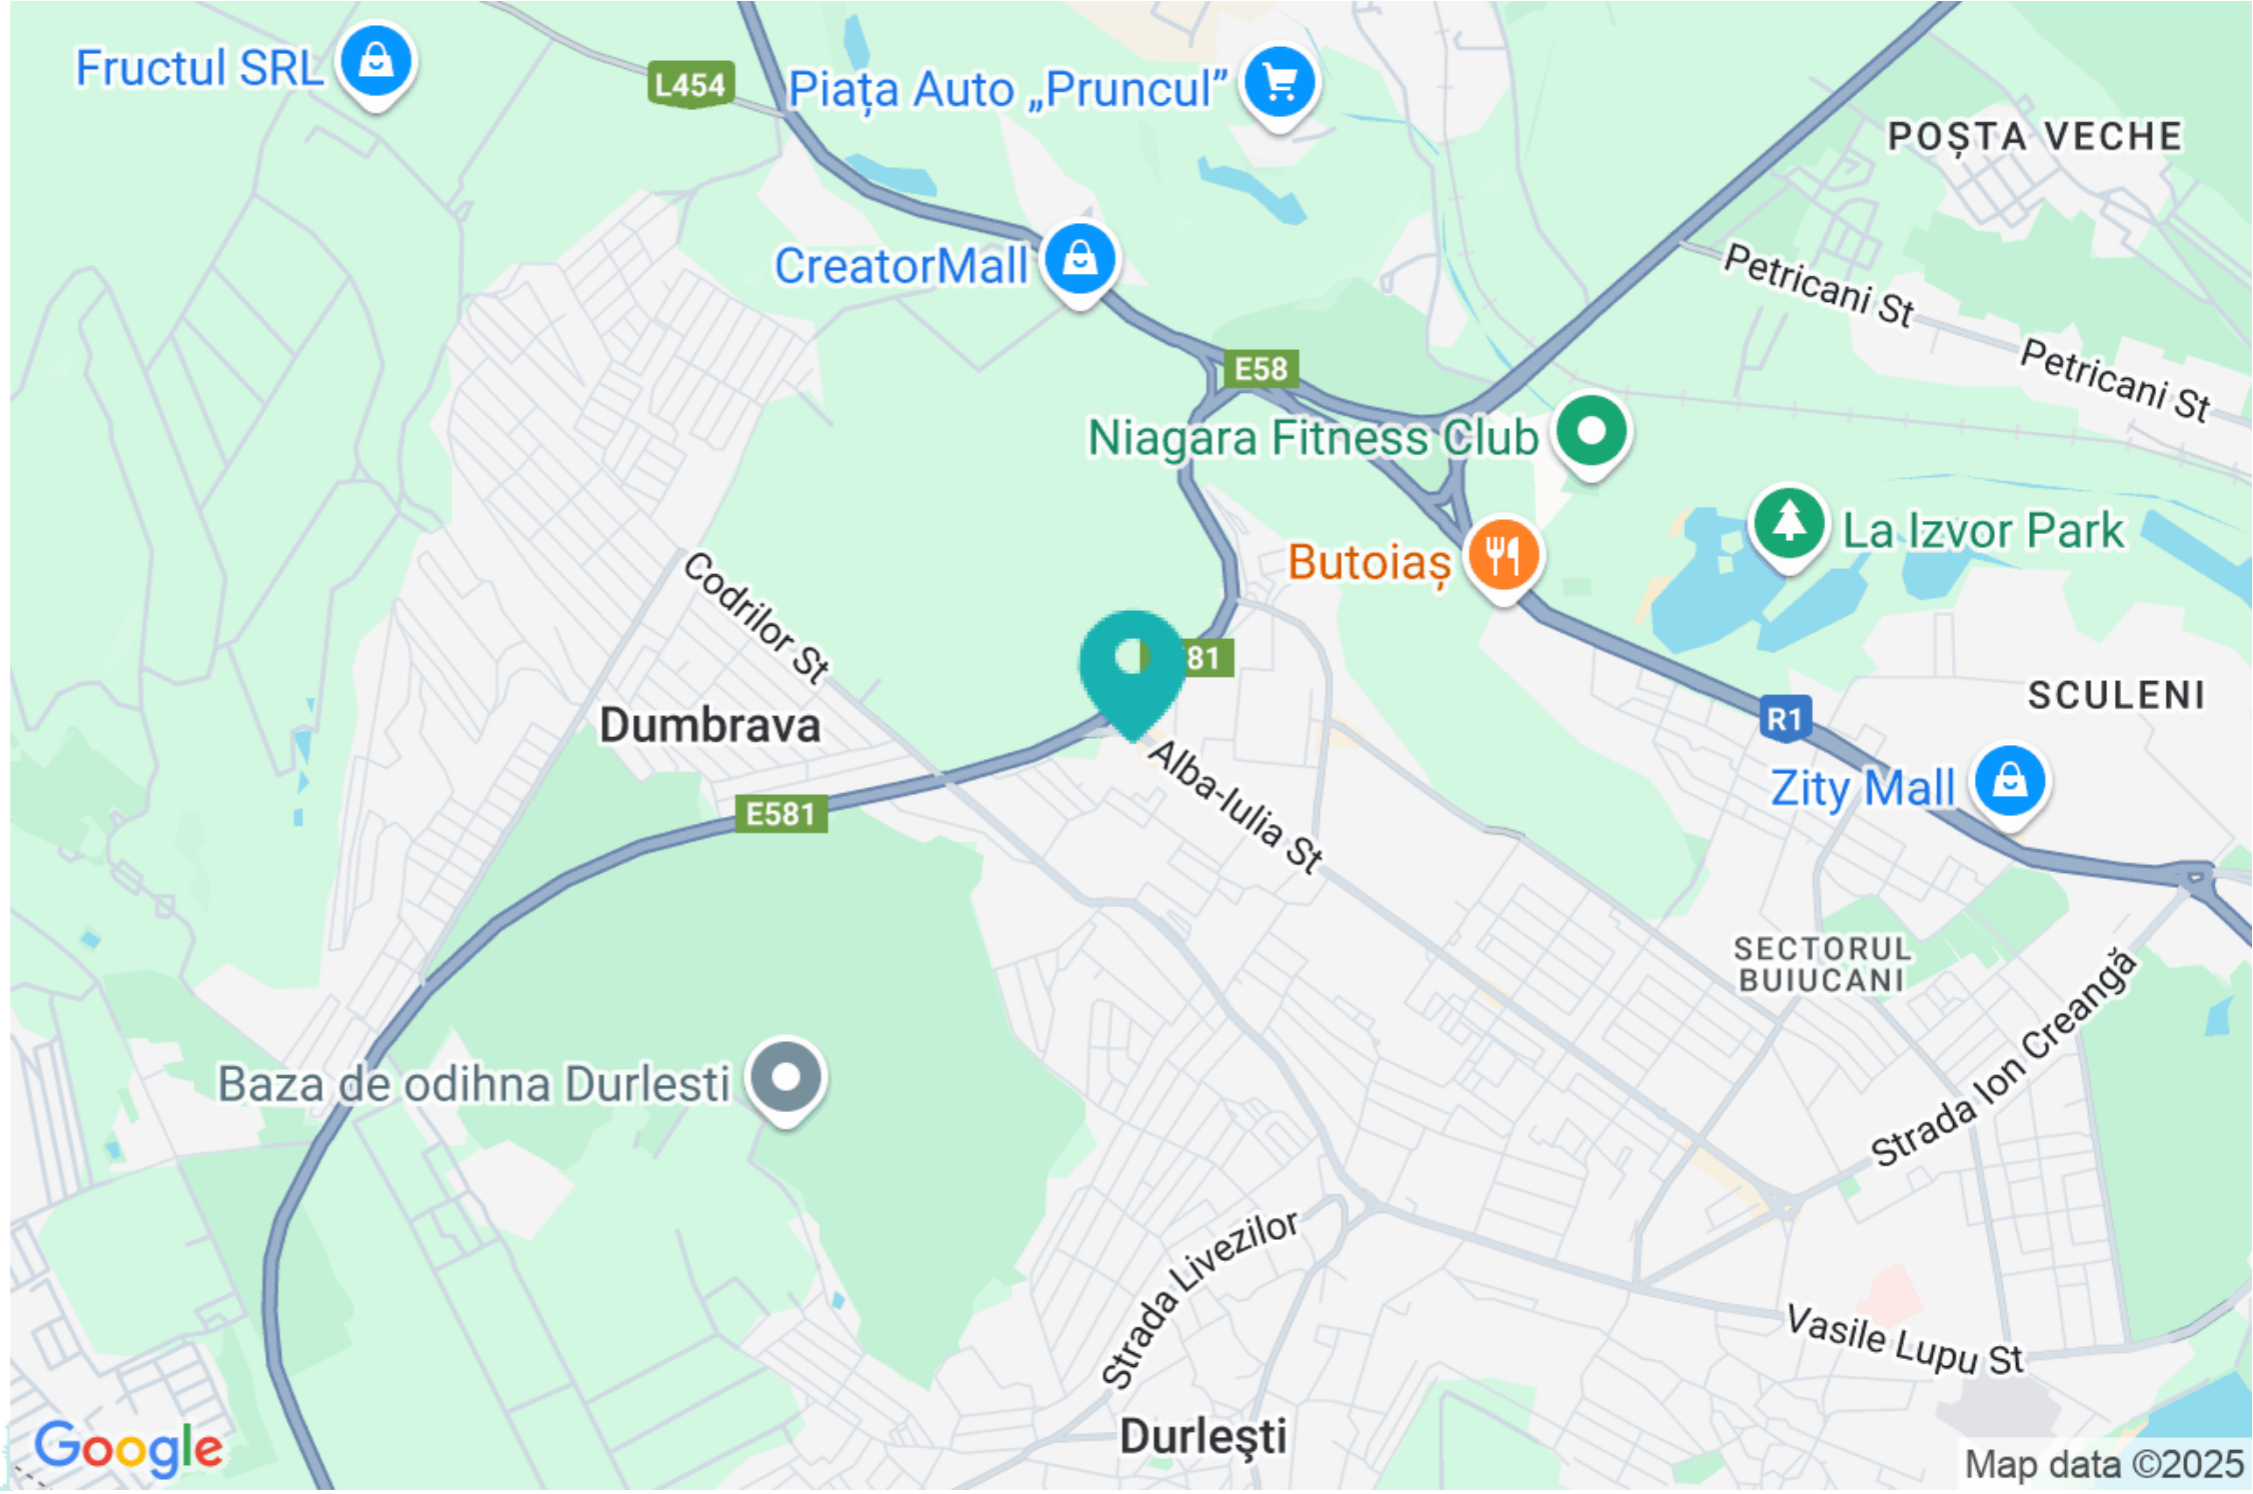 Fructul SRL
L454
Piața Auto „Pruncul”
POȘTA VECHE
CreatorMall
Petricani St
Petricani St
E58
Niagara Fitness Club
La Izvor Park
Butoiaș
Codrilor St
81
Dumbrava
SCULENI
R1
Alba-Iulia St
Zity Mall
E581
SECTORUL
BUIUCANI
Strada Ion Creangă
Baza de odihna Durlesti
Strada Livezilor
Vasile Lupu St
Durleşti
Google
Map data ©2025